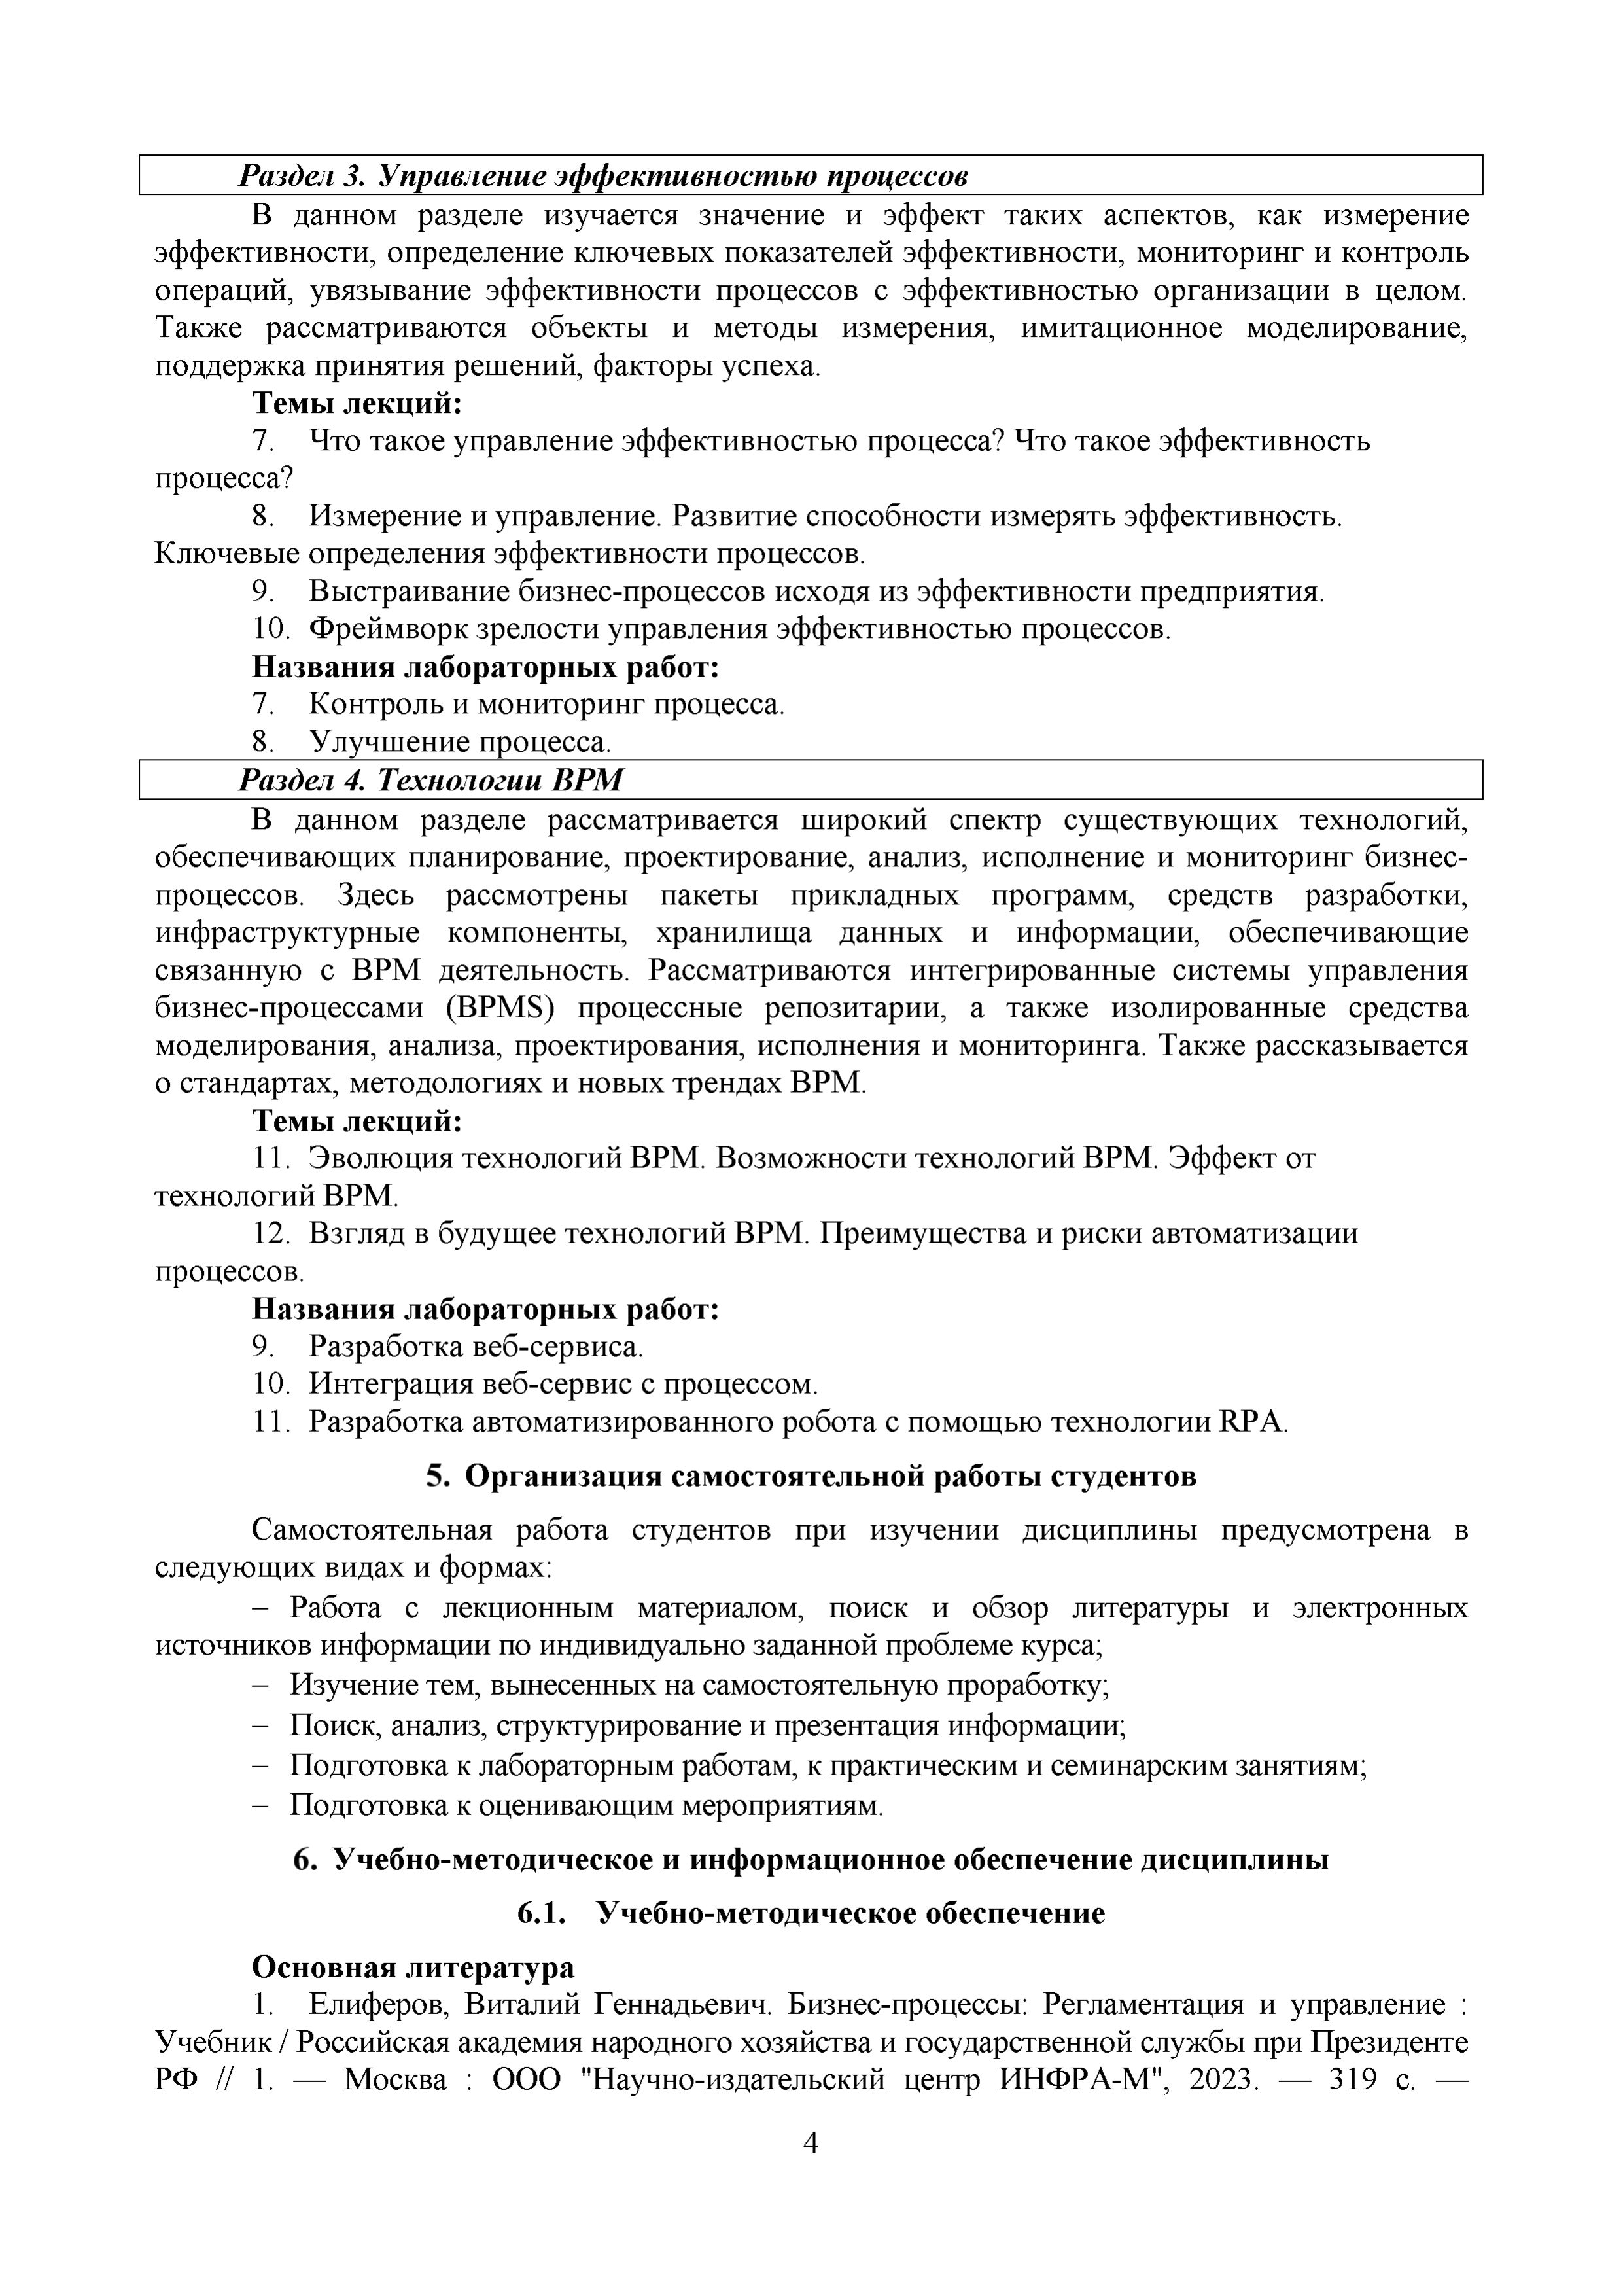 Раздел 3. Управление эффективностью процессов
В данном разделе изучается значение и эффект таких аспектов, как измерение
эффективности, определение ключевых показателей эффективности, мониторинг и контроль
операций, увязывание эффективности процессов с эффективностью организации в целом.
Также рассматриваются объекты и методы измерения, имитационное моделирование,
поддержка принятия решений, факторы успеха.
Темы лекций:
7. Что такое управление эффективностью процесса? Что такое эффективность
процесса?
8. Измерение и управление. Развитие способности измерять эффективность.
Ключевые определения эффективности процессов.
9. Выстраивание бизнес-процессов исходя из эффективности предприятия.
10. Фреймворк зрелости управления эффективностью процессов.
Названия лабораторных работ:
7. Контроль и мониторинг процесса.
8. Улучшение процесса.
Раздел 4. Технологии BPM
В данном разделе рассматривается широкий спектр существующих технологий,
обеспечивающих планирование, проектирование, анализ, исполнение и мониторинг бизнес-
процессов. Здесь рассмотрены пакеты прикладных программ, средств разработки,
инфраструктурные компоненты, хранилища данных и информации, обеспечивающие
связанную с BPM деятельность. Рассматриваются интегрированные системы управления
бизнес-процессами (BPMS) процессные репозитарии, а также изолированные средства
моделирования, анализа, проектирования, исполнения и мониторинга. Также рассказывается
о стандартах, методологиях и новых трендах BPM.
Темы лекций:
11. Эволюция технологий BPM. Возможности технологий BPM. Эффект от
технологий BPM.
12. Взгляд в будущее технологий BPM. Преимущества и риски автоматизации
процессов.
Названия лабораторных работ:
9. Разработка веб-сервиса.
10. Интеграция веб-сервис с процессом.
11. Разработка автоматизированного робота с помощью технологии RPA.
5. Организация самостоятельной работы студентов
Самостоятельная работа студентов при изучении дисциплины предусмотрена в
следующих видах и формах:
– Работа с лекционным материалом, поиск и обзор литературы и электронных
источников информации по индивидуально заданной проблеме курса;
– Изучение тем, вынесенных на самостоятельную проработку;
– Поиск, анализ, структурирование и презентация информации;
– Подготовка к лабораторным работам, к практическим и семинарским занятиям;
– Подготовка к оценивающим мероприятиям.
6. Учебно-методическое и информационное обеспечение дисциплины
6.1. Учебно-методическое обеспечение
Основная литература
1. Елиферов, Виталий Геннадьевич. Бизнес-процессы: Регламентация и управление :
Учебник / Российская академия народного хозяйства и государственной службы при Президенте
РФ // 1. — Москва : ООО "Научно-издательский центр ИНФРА-М", 2023. — 319 с. —
4